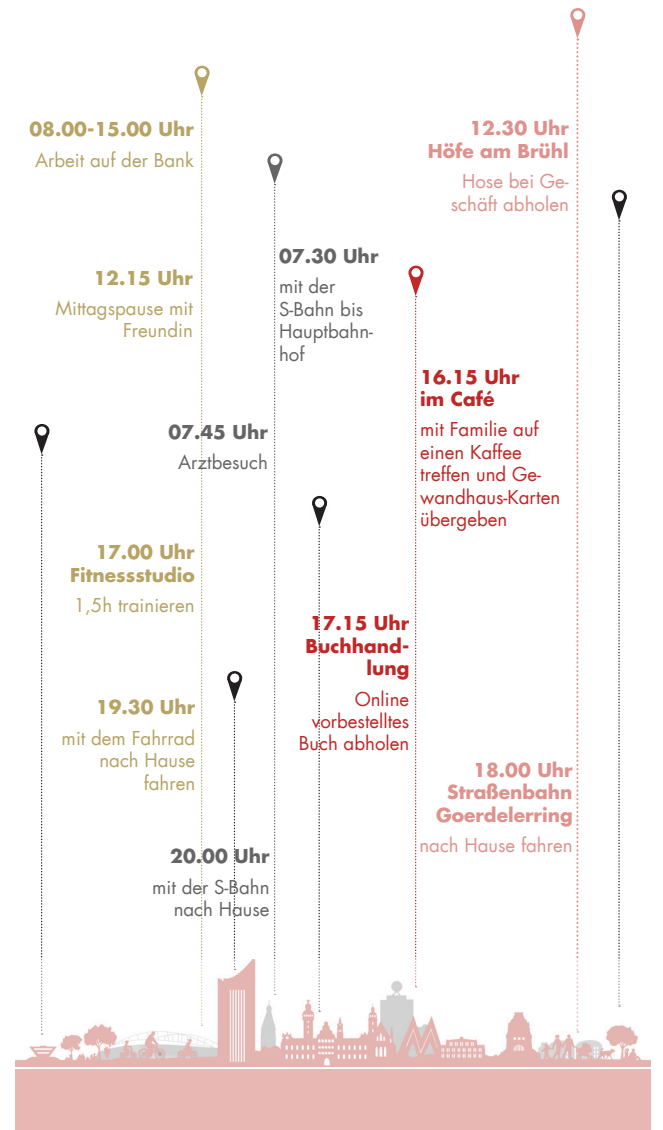 08.00-15.00 Uhr
Arbeit auf der Bank
12.15 Uhr
Mittagspause mit
Freundin
17.00 Uhr
Fitnessstudio
1,5h trainieren
19.30 Uhr
mit dem Fahrrad
nach Hause
fahren
07.30 Uhr
mit der
S-Bahn bis
Hauptbahn-
hof
07.45 Uhr
Arztbesuch
20.00 Uhr
mit der S-Bahn
nach Hause
16.15 Uhr
im Café
mit Familie auf
einen Kaffee
treffen und Ge-
wandhaus-Karten
übergeben
17.15 Uhr
Buchhand-
lung
Online
vorbestelltes
Buch abholen
12.30 Uhr
Höfe am Brühl
Hose bei Ge-
schäft abholen
18.00 Uhr
Straßenbahn
Goerdelerring
nach Hause fahren